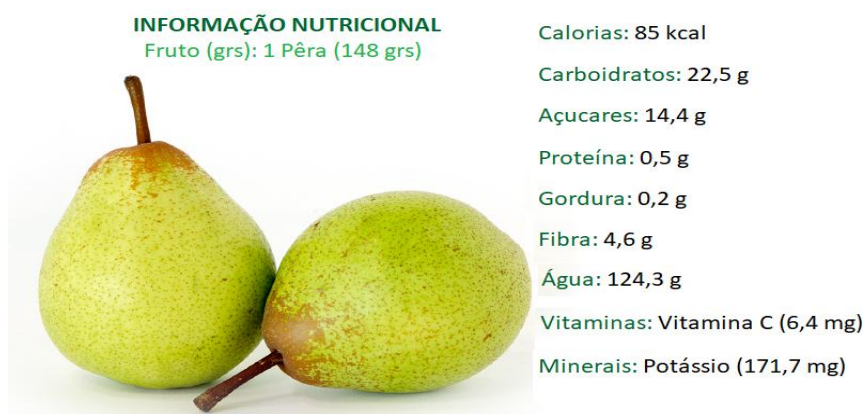 INFORMAÇÃO NUTRICIONAL
Fruto (grs): 1 Pêra (148 grs)
Calorias: 85 kcal
Carboidratos: 22,5 g
Açucares: 14,4 g
Proteína: 0,5 g
Gordura: 0,2 g
Fibra: 4,6 g
Água: 124,3 g
Vitaminas: Vitamina C (6,4 mg)
Minerais: Potássio (171,7 mg)